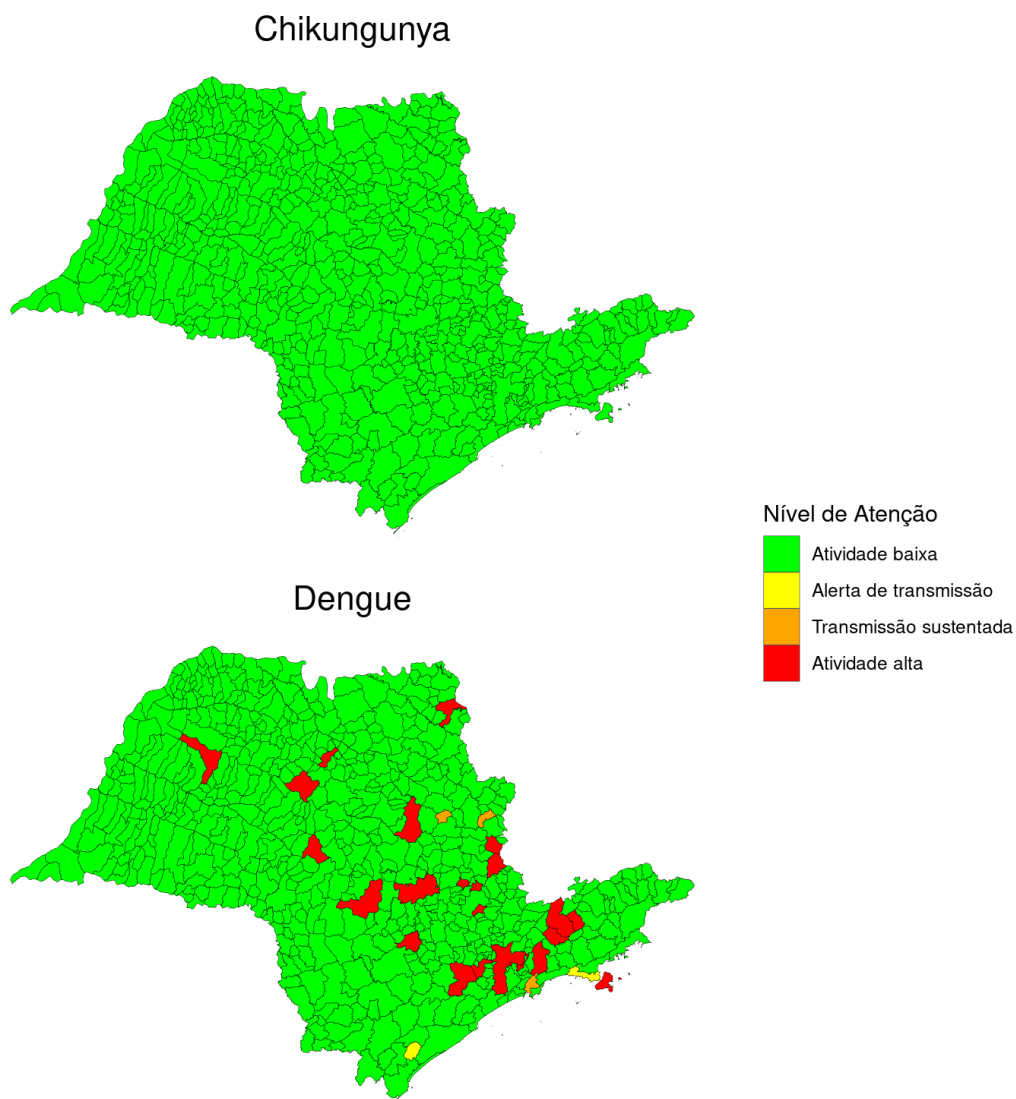 Chikungunya
Nível de Atenção
Atividade baixa
Alerta de transmissão
Transmissão sustentada
Atividade alta
Dengue